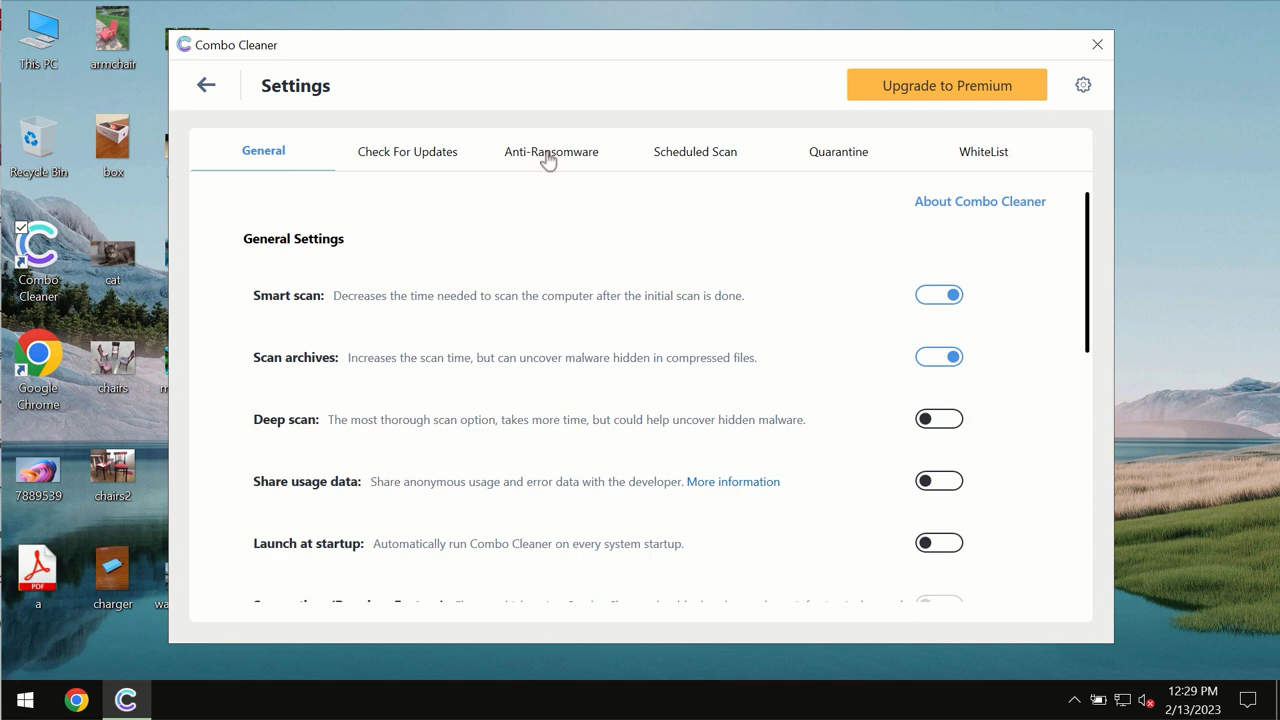 Combo Cleaner
Settings
Upgrade to Premium
General
Check For Updates
Anti-Ransomware
Scheduled Scan
Quarantine
WhiteList
About Combo Cleaner
General Settings
Smart scan: Decreases the time needed to scan the computer after the initial scan is done.
Scan archives: Increases the scan time, but can uncover malware hidden in compressed files.
Deep scan: The most thorough scan option, takes more time, but could help uncover hidden malware.
Share usage data: Share anonymous usage and error data with the developer. More information
Launch at startup: Automatically run Combo Cleaner on every system startup.
This PC
armchair
Recycle Bin
box
Combo
Cleaner
cat
Google
Chrome
chairs
7889539
chairs2
PDF
a
charger
12:29 PM
2/13/2023